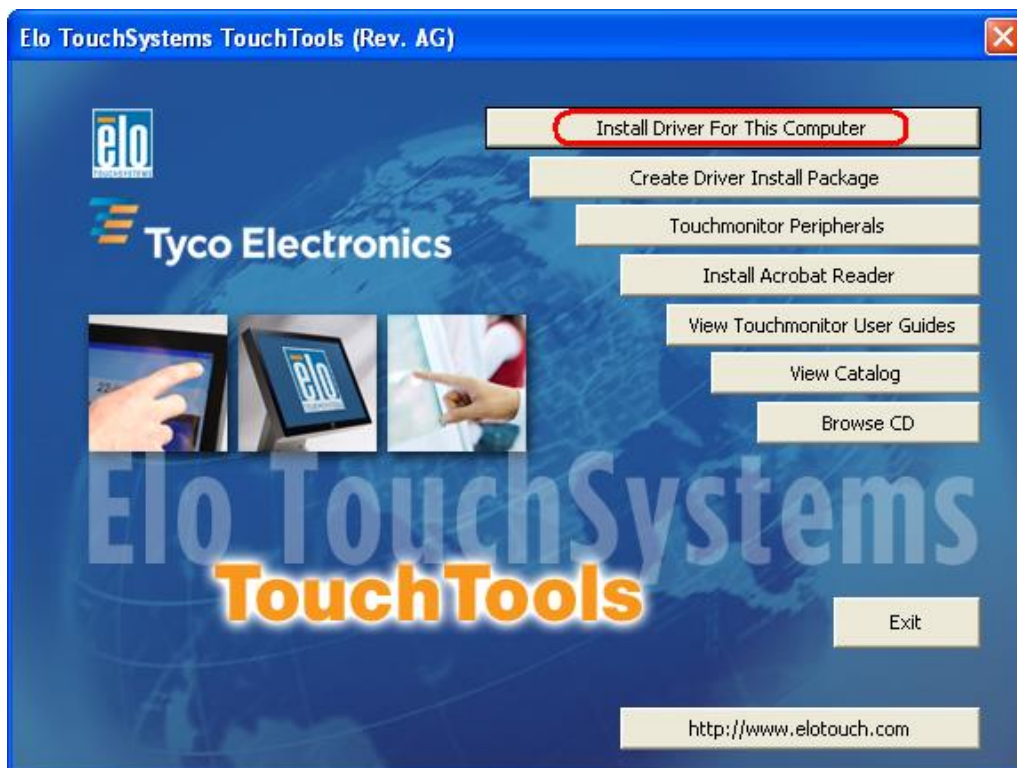 Elo TouchSystems TouchTools (Rev. AG)
elo
TOUCHSYSTEMS
Tyco Electronics
Install Driver For This Computer
Create Driver Install Package
Touchmonitor Peripherals
Install Acrobat Reader
View Touchmonitor User Guides
View Catalog
Browse CD
elo
Elo TouchSystems
TouchTools
Exit
http://www.elotouch.com